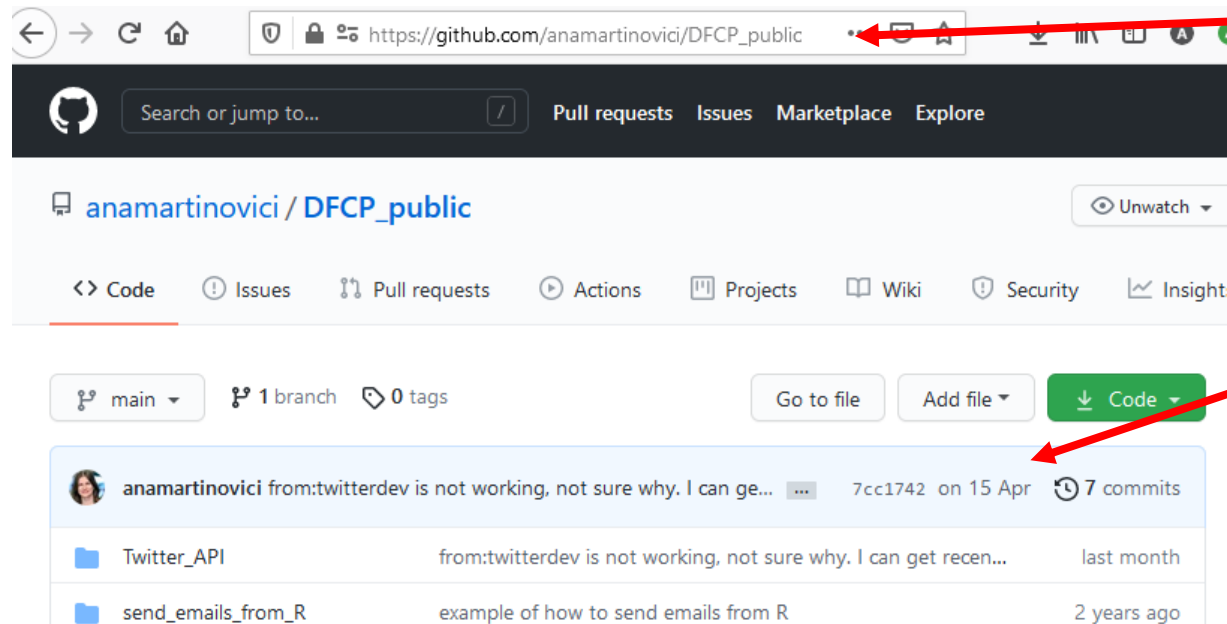 https://github.com/anamartinovici/DFCP_public
Search or jump to... / Pull requests Issues Marketplace Explore
anamartinovici / DFCP_public Unwatch
Code Issues Pull requests Actions Projects Wiki Security Insights
main 1 branch 0 tags Go to file Add file Code
anamartinovici from:twitterdev is not working, not sure why. I can ge... ... 7cc1742 on 15 Apr 7 commits
Twitter_API from:twitterdev is not working, not sure why. I can get recen... last month
send_emails_from_R example of how to send emails from R 2 years ago